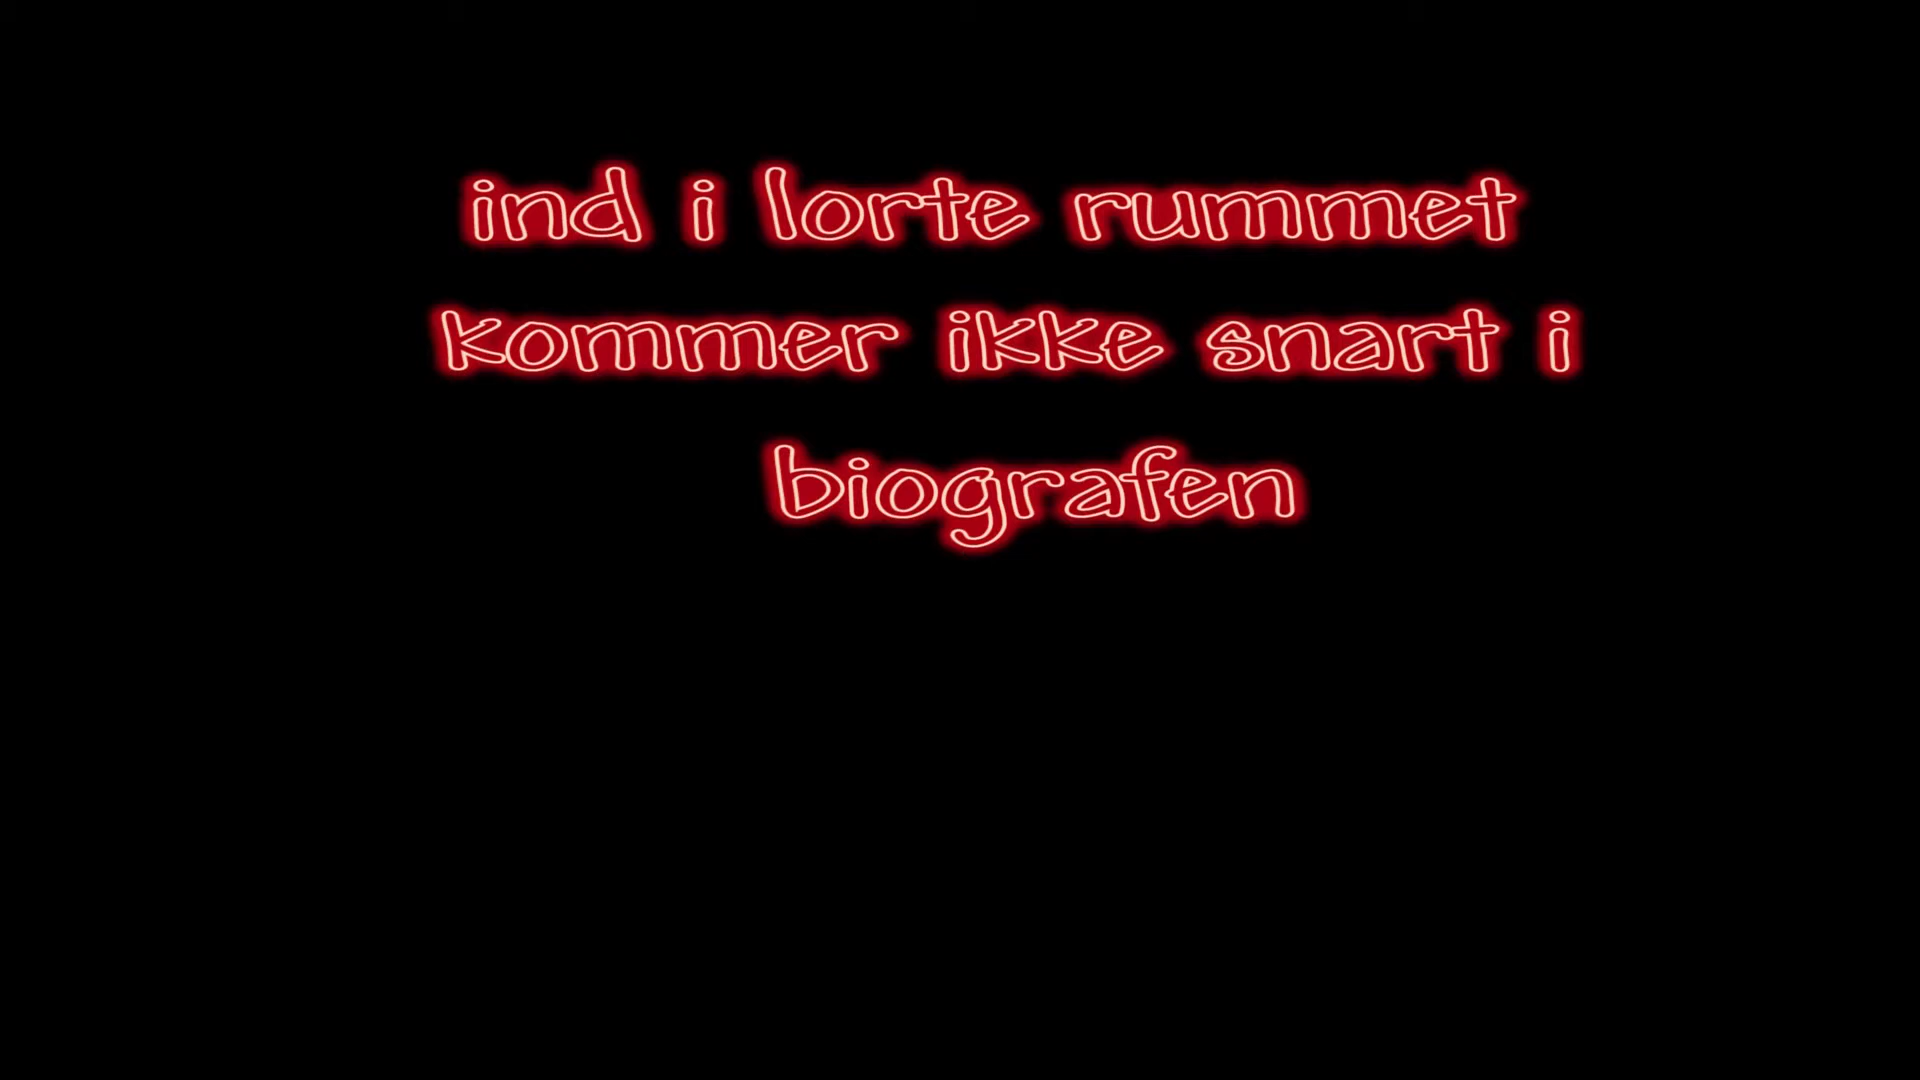 ind i lorte rummet
kommer ikke snart i
biografen